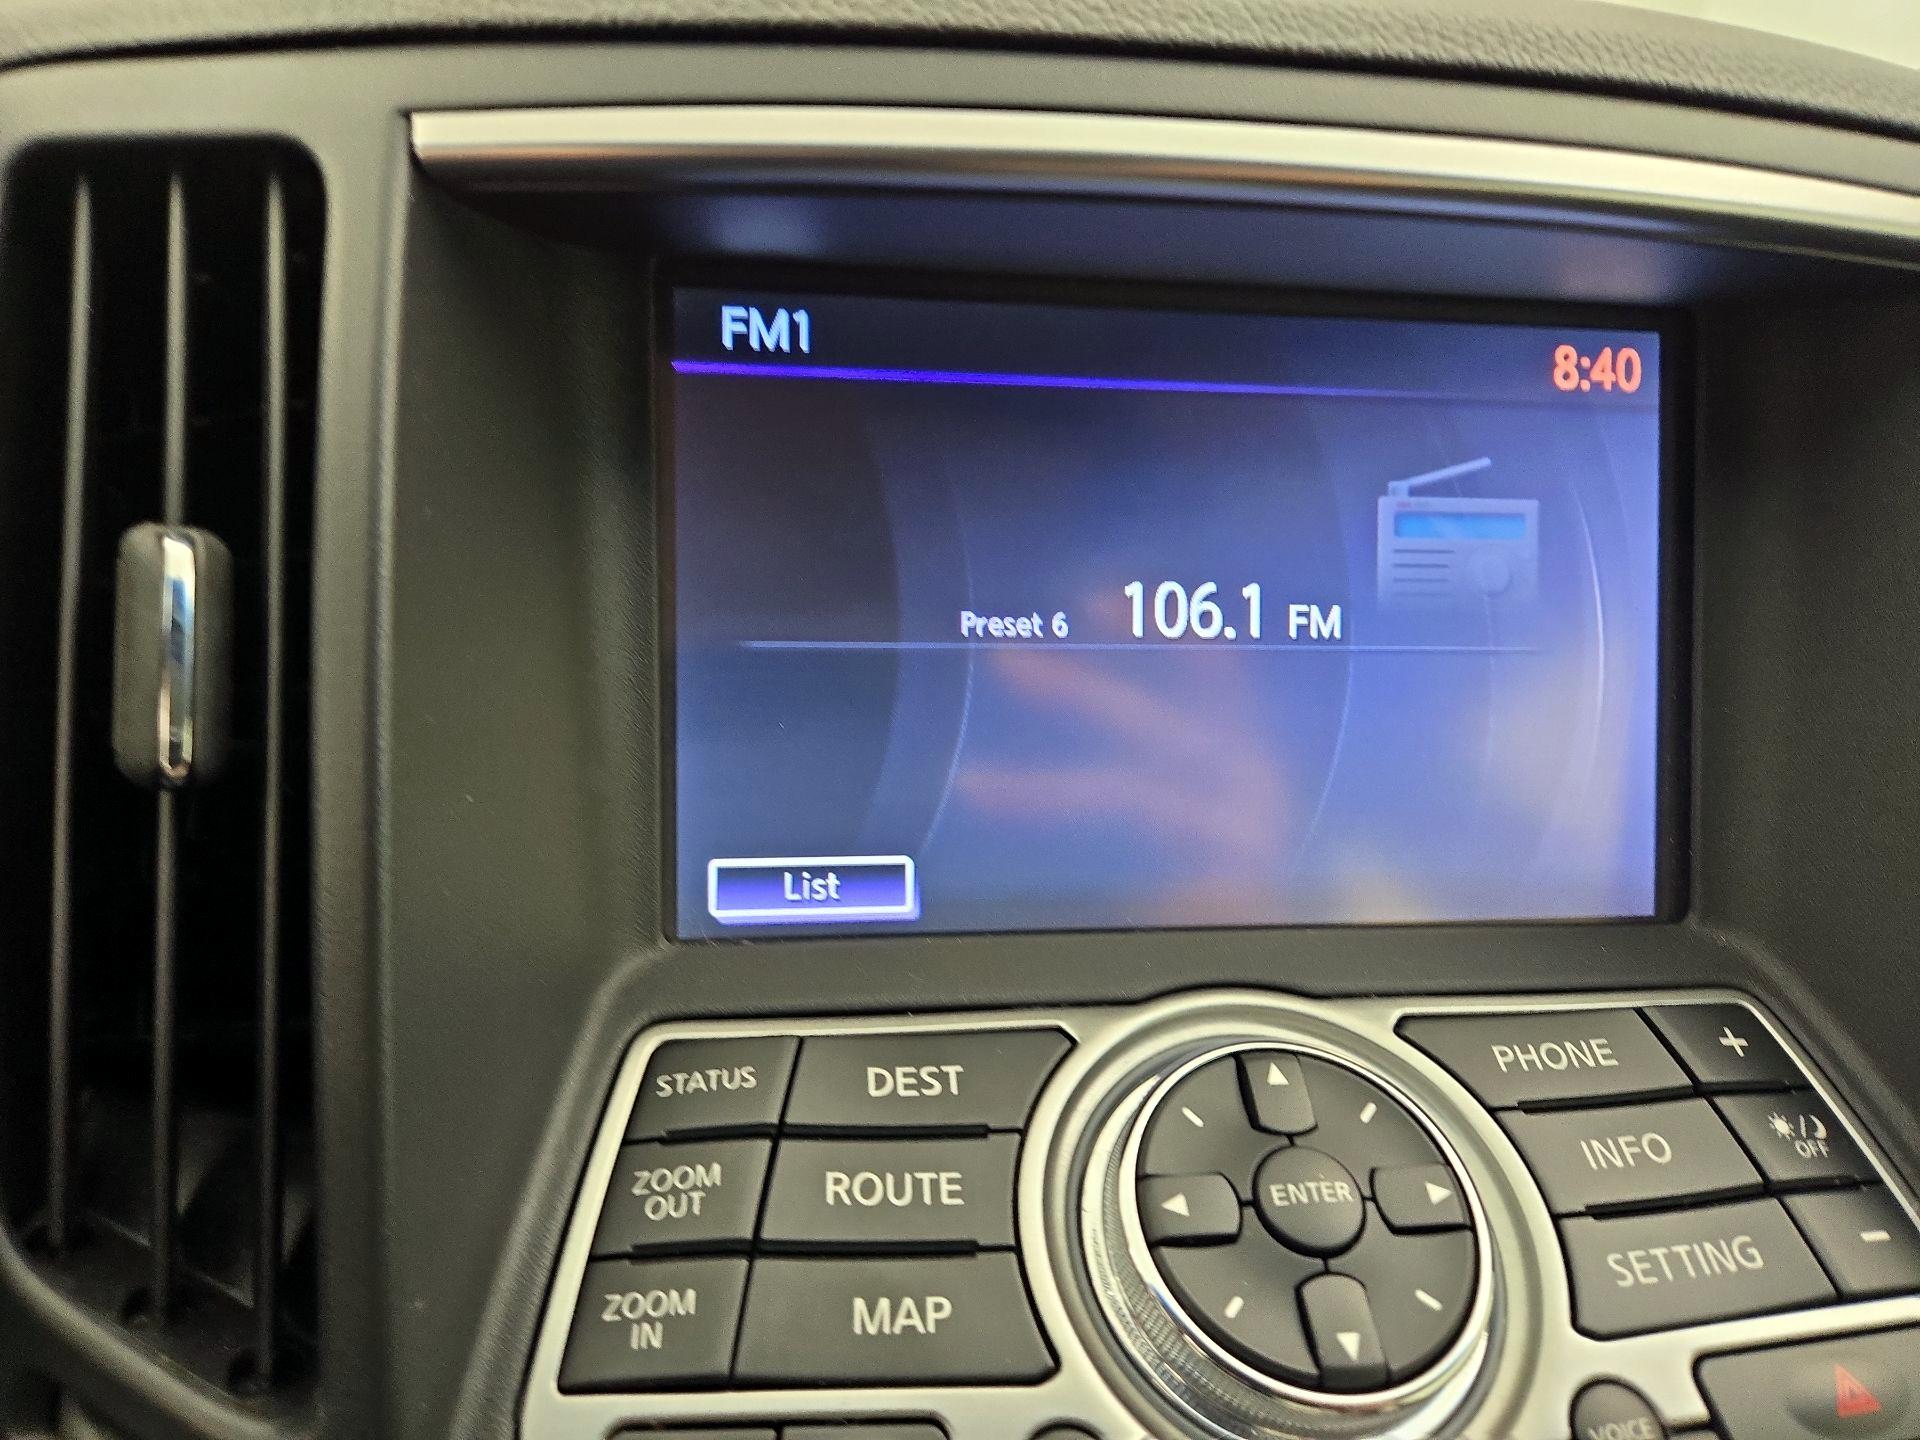 FM1
8:40
Preset 6 106.1 FM
List
STATUS DEST
PHONE +
ZOOM OUT ROUTE
ENTER
INFO
OFF
ZOOM IN MAP
SETTING -
VOICE